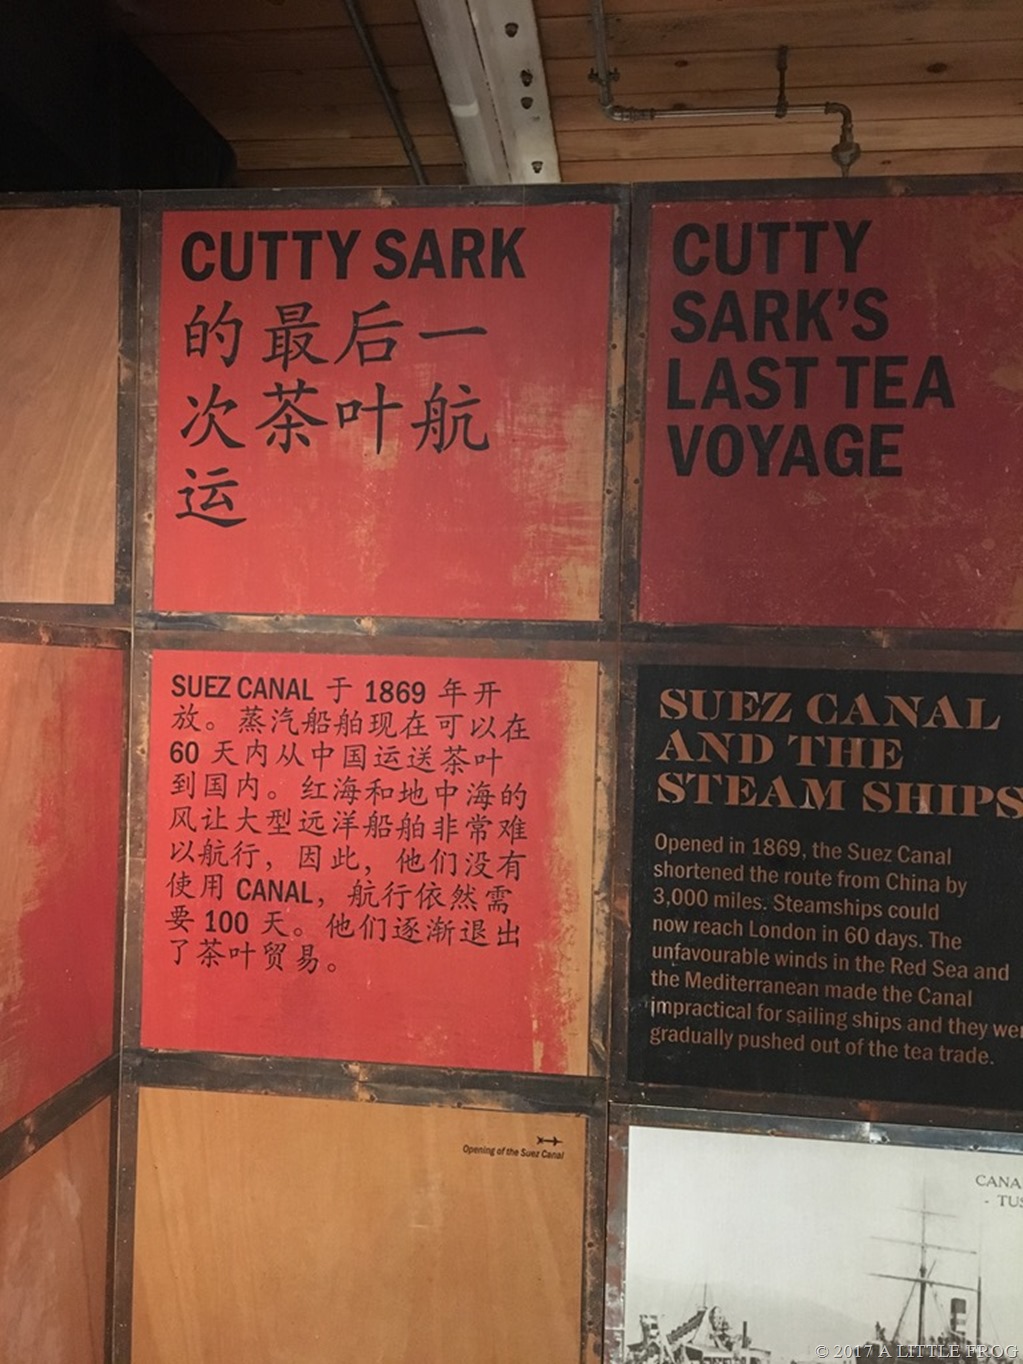 CUTTY SARK
的最后一
次茶叶航
运
CUTTY
SARK'S
LAST TEA
VOYAGE
SUEZ CANAL 于 1869 年开
放。蒸汽船舶现在可以在
60 天内从中国运送茶叶
到国内。红海和地中海的
风让大型远洋船舶非常难
以航行，因此，他们没有
使用 CANAL，航行依然需
要 100 天。他们逐渐退出
了茶叶贸易。
SUEZ CANAL
AND THE
STEAM SHIPS
Opened in 1869, the Suez Canal
shortened the route from China by
3,000 miles. Steamships could
now reach London in 60 days. The
unfavourable winds in the Red Sea and
the Mediterranean made the Canal
impractical for sailing ships and they
gradually pushed out of the tea trade.
Opening of the Suez Canal
© 2017 A LITTLE FROG